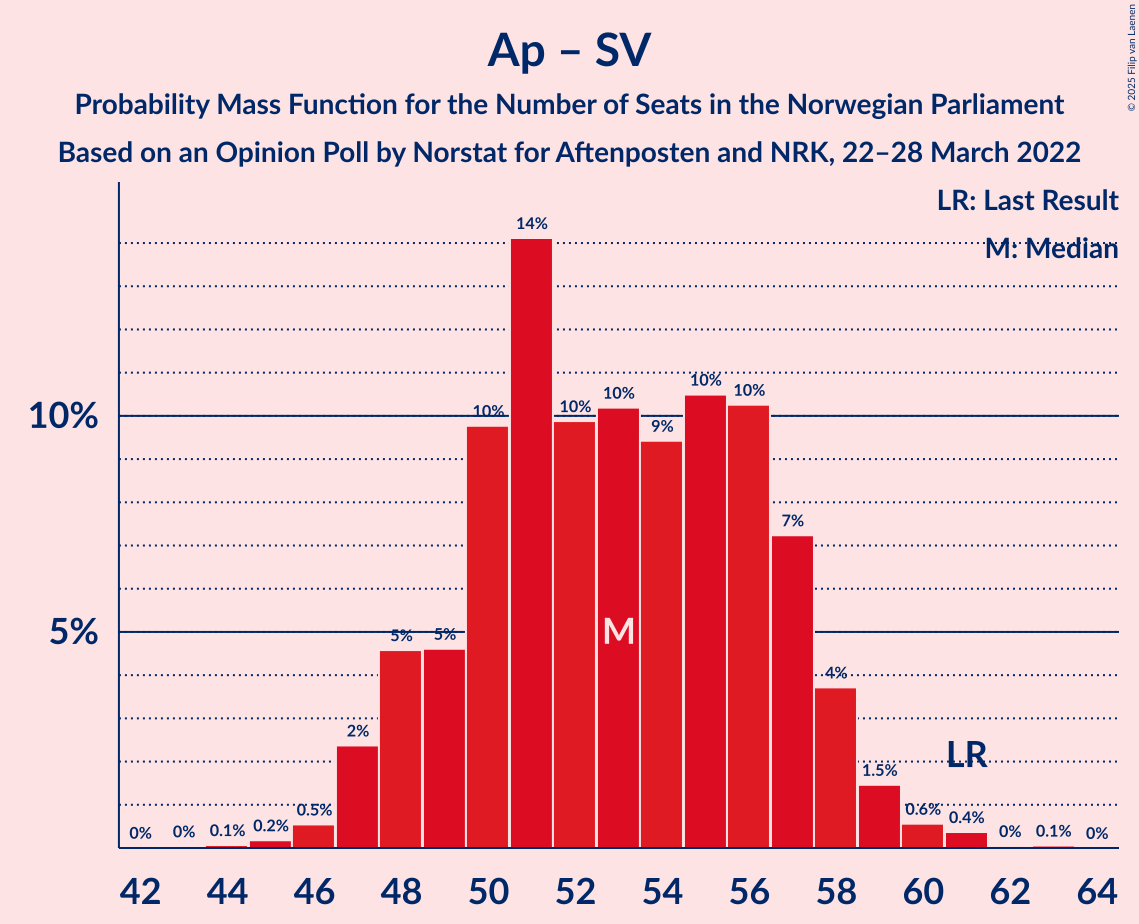 Ap – SV
Probability Mass Function for the Number of Seats in the Norwegian Parliament
Based on an Opinion Poll by Norstat for Aftenposten and NRK, 22–28 March 2022
© 2025 Filip van Laenen
LR: Last Result
M: Median
10%
5%
0% 0% 0.1% 0.2% 0.5% 2% 5% 5% 10% 14% 10% 10% 9% 10% 10% 7% 4% 1.5% 0.6% 0.4% 0% 0.1% 0%
M
LR
42 44 46 48 50 52 54 56 58 60 62 64